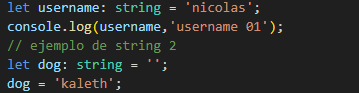 let username: string = 'nicolas';
console.log(username,'username 01');
// ejemplo de string 2
let dog: string = '';
dog = 'kaleth';